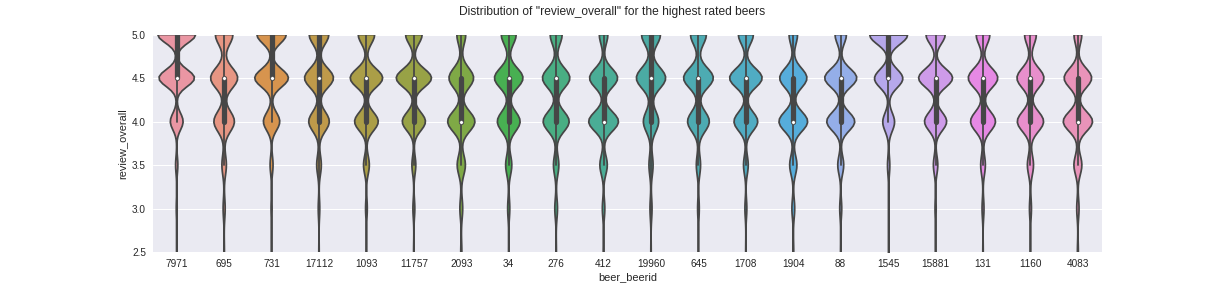 Distribution of "review_overall" for the highest rated beers
review_overall
5.0
4.5
4.0
3.5
3.0
2.5
7971 695 731 17112 1093 11757 2093 34 276 412 19960 645 1708 1904 88 1545 15881 131 1160 4083
beer_beerid